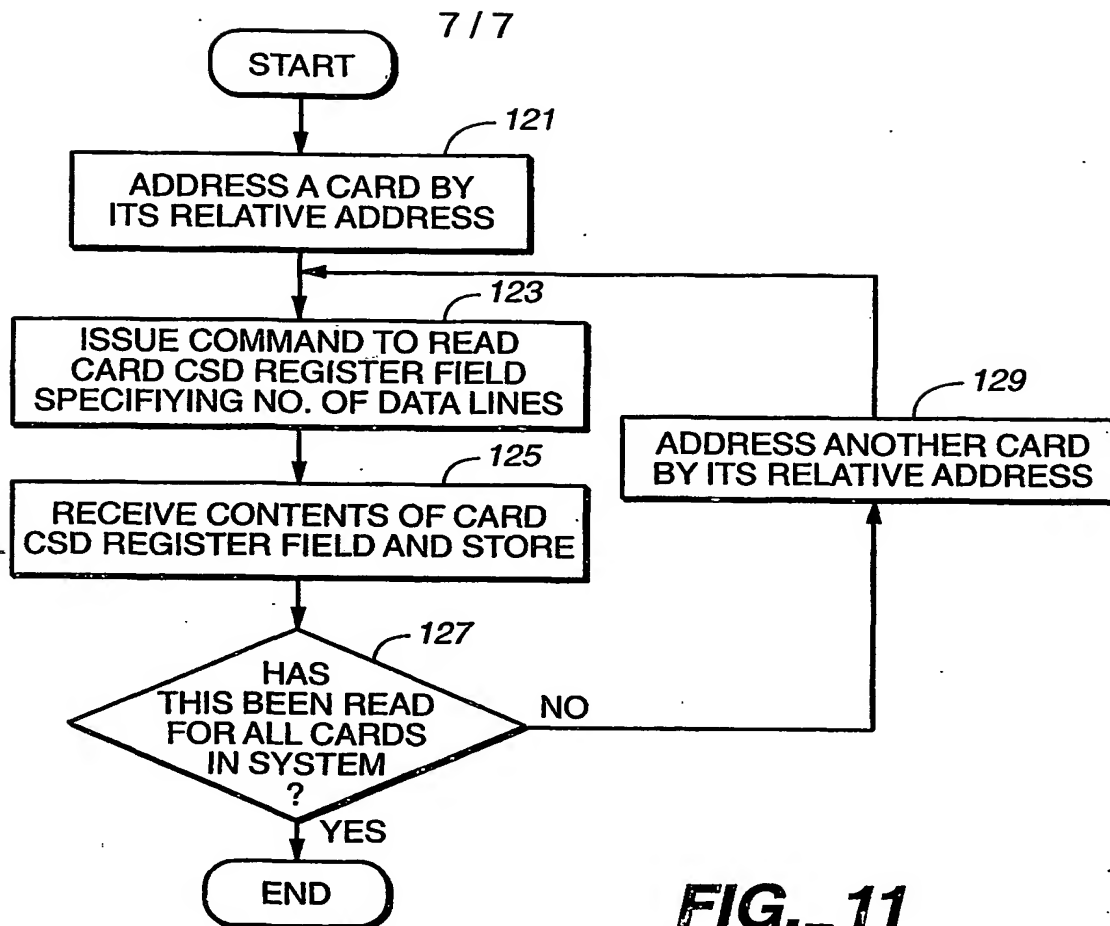 7 / 7
START
121
ADDRESS A CARD BY
ITS RELATIVE ADDRESS
123
ISSUE COMMAND TO READ
CARD CSD REGISTER FIELD
SPECIFIYING NO. OF DATA LINES
129
ADDRESS ANOTHER CARD
BY ITS RELATIVE ADDRESS
125
RECEIVE CONTENTS OF CARD
CSD REGISTER FIELD AND STORE
127
HAS
THIS BEEN READ
FOR ALL CARDS
IN SYSTEM
?
NO
YES
END
FIG._11